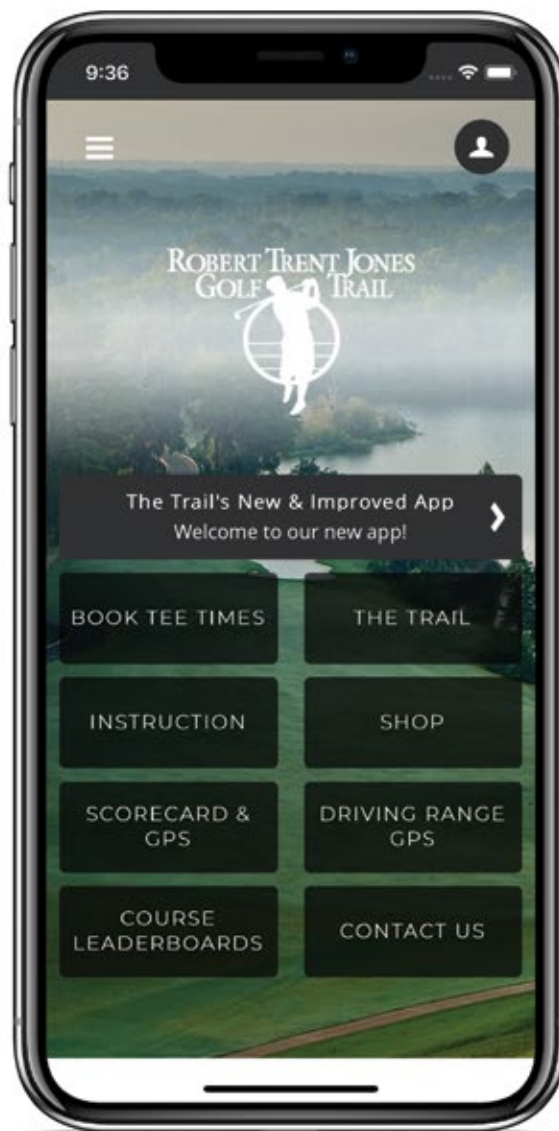 9:36
ROBERT TRENT JONES
GOLF TRAIL
The Trail's New & Improved App
Welcome to our new app!
BOOK TEE TIMES
THE TRAIL
INSTRUCTION
SHOP
SCORECARD &
GPS
DRIVING RANGE
GPS
COURSE
LEADERBOARDS
CONTACT US